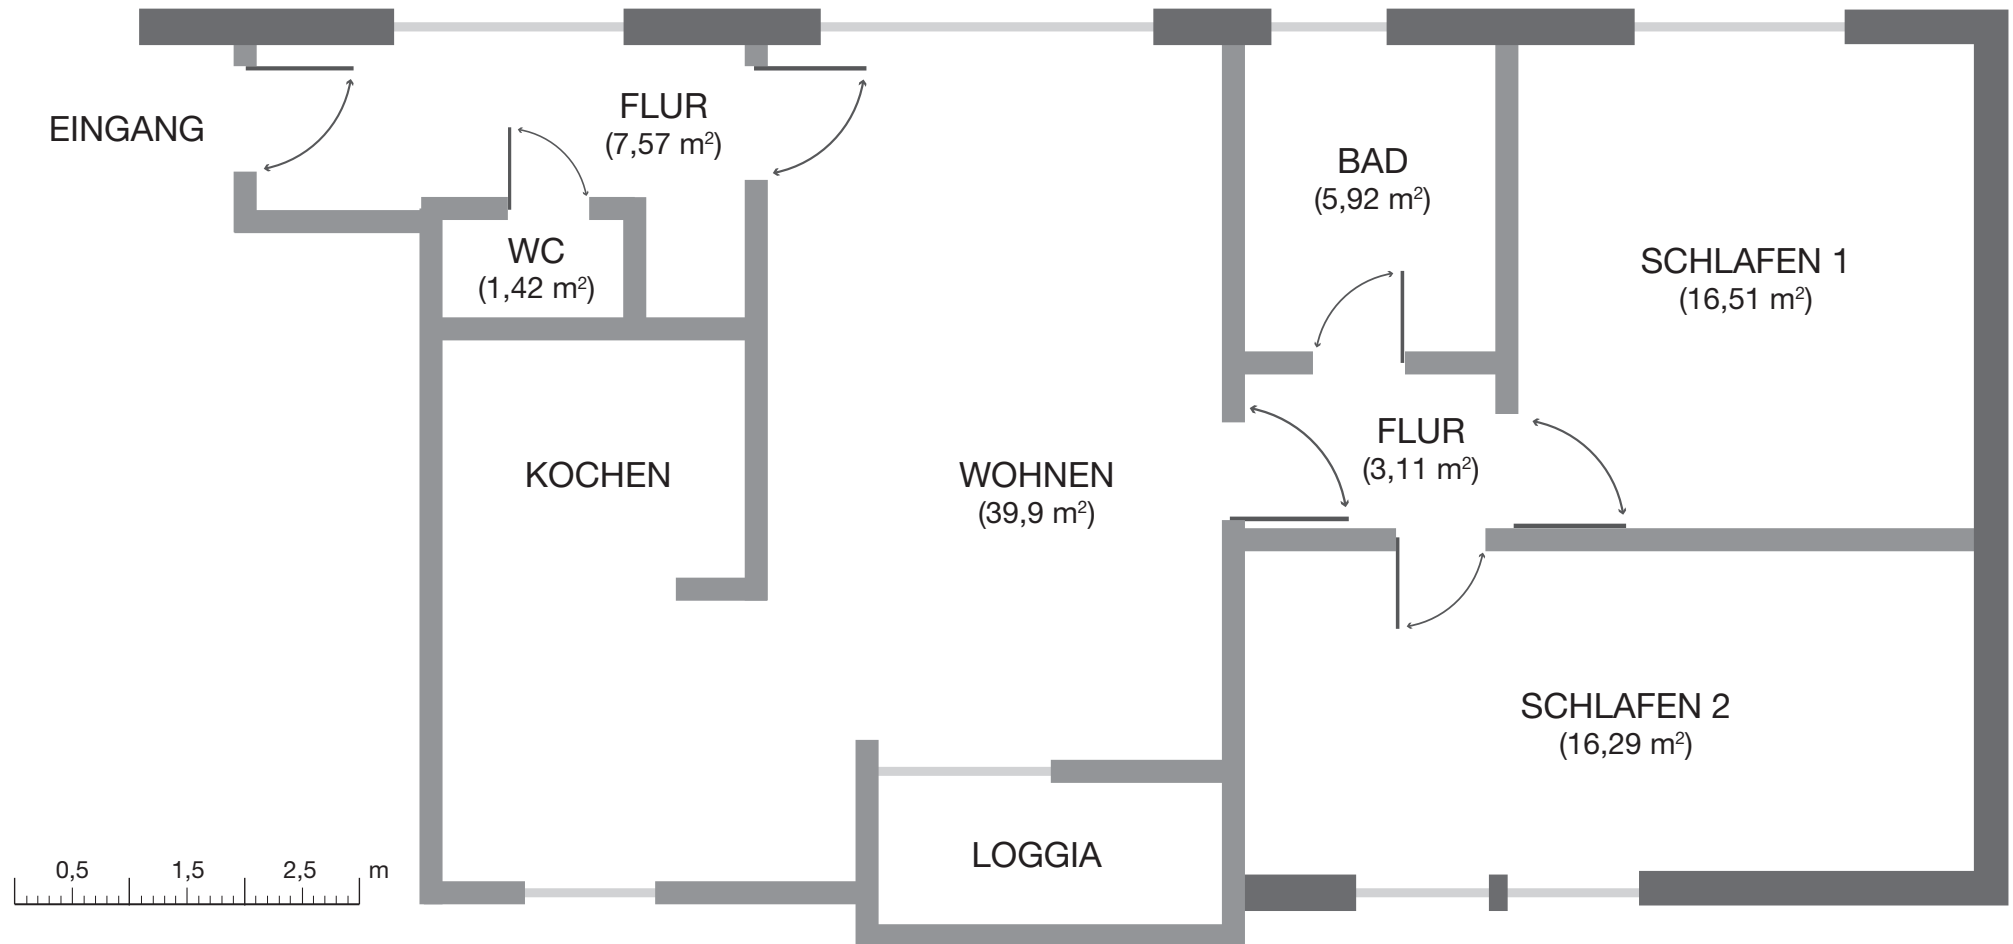 EINGANG
FLUR
(7,57 m²)
WC
(1,42 m²)
BAD
(5,92 m²)
SCHLAFEN 1
(16,51 m²)
KOCHEN
WOHNEN
(39,9 m²)
FLUR
(3,11 m²)
SCHLAFEN 2
(16,29 m²)
LOGGIA
0,5 1,5 2,5 m